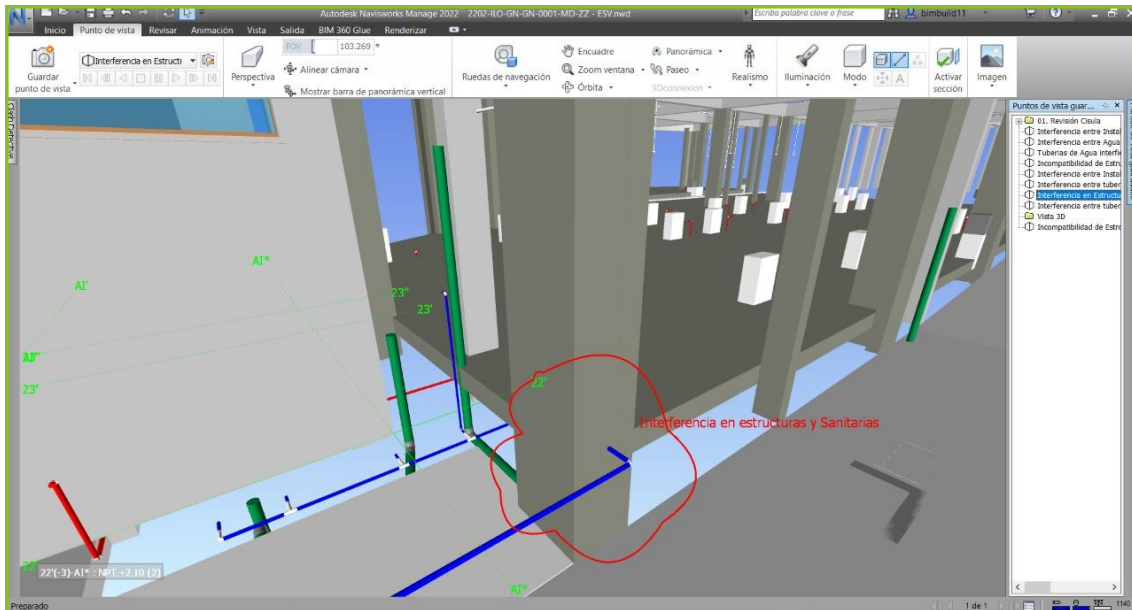 Autodesk Navisworks Manage 2022 2202-ILO-GN-GN-0001-MD-ZZ - ESV.nwd
Escriba palabra clave o frase
bimbuild11
Inicio Punto de vista Revisar Animación Vista Salida BIM 360 Glue Renderizar
Guardar punto de vista
Interferencia en Estructu
Perspectiva
FOV 103.269 °
Alinear cámara
Mostrar barra de panorámica vertical
Ruedas de navegación
Encuadre
Zoom ventana
Órbita
Panorámica
Paseo
3Dconnexion
Realismo
Iluminación
Modo
Activar sección
Imagen
Puntos de vista guar...
01. Revisión Cisula
Interferencia entre Instal
Interferencia entre Agua
Tuberias de Agua interfie
Incompatibilidad de Estru
Interferencia entre Instal
Interferencia entre tuber
Interferencia en Estructu
Interferencia entre tuber
Vista 3D
Incompatibilidad de Estru
AI*
AI'
23"
23'
23'
22'
Interferencia en estructuras y Sanitarias
22'(-3)-AI* : NPT.+2.10 (2)
AI*
Preparado
1 de 1
1140